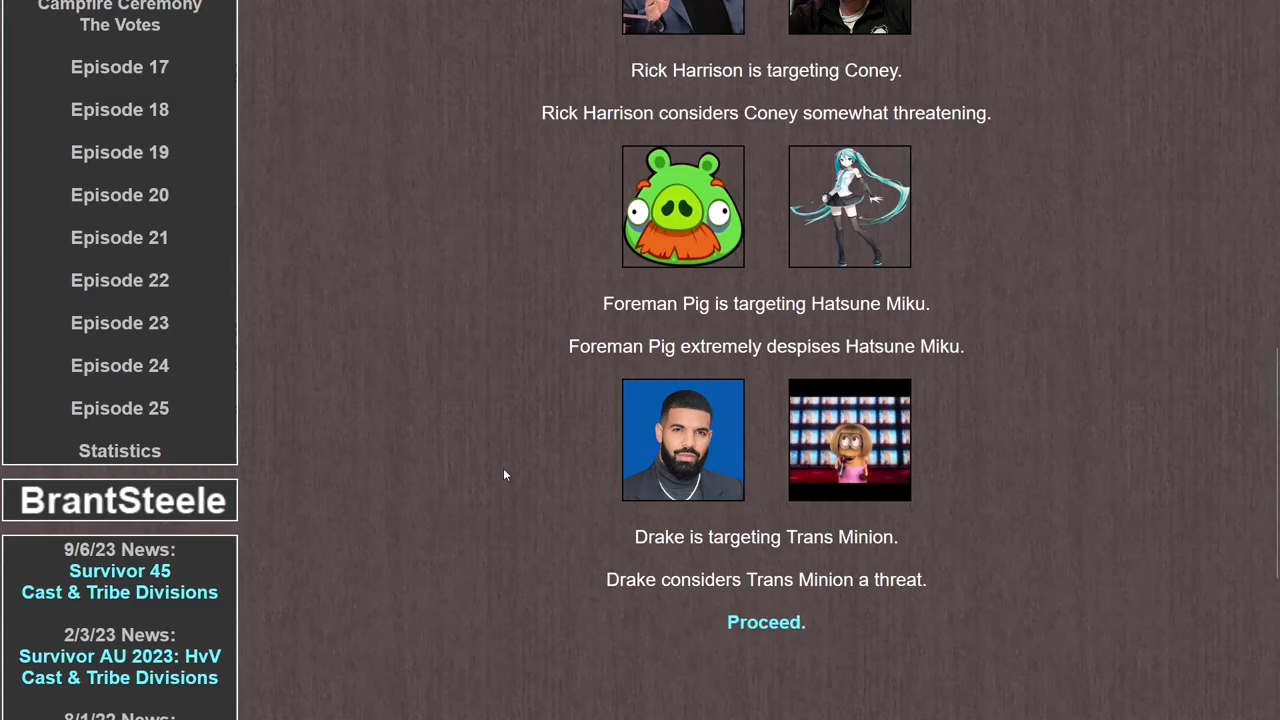 Campfire Ceremony
The Votes
Episode 17
Episode 18
Episode 19
Episode 20
Episode 21
Episode 22
Episode 23
Episode 24
Episode 25
Statistics
BrantSteele
9/6/23 News:
Survivor 45
Cast & Tribe Divisions
2/3/23 News:
Survivor AU 2023: HvV
Cast & Tribe Divisions
8/1/22 News:
Rick Harrison is targeting Coney.
Rick Harrison considers Coney somewhat threatening.
Foreman Pig is targeting Hatsune Miku.
Foreman Pig extremely despises Hatsune Miku.
Drake is targeting Trans Minion.
Drake considers Trans Minion a threat.
Proceed.